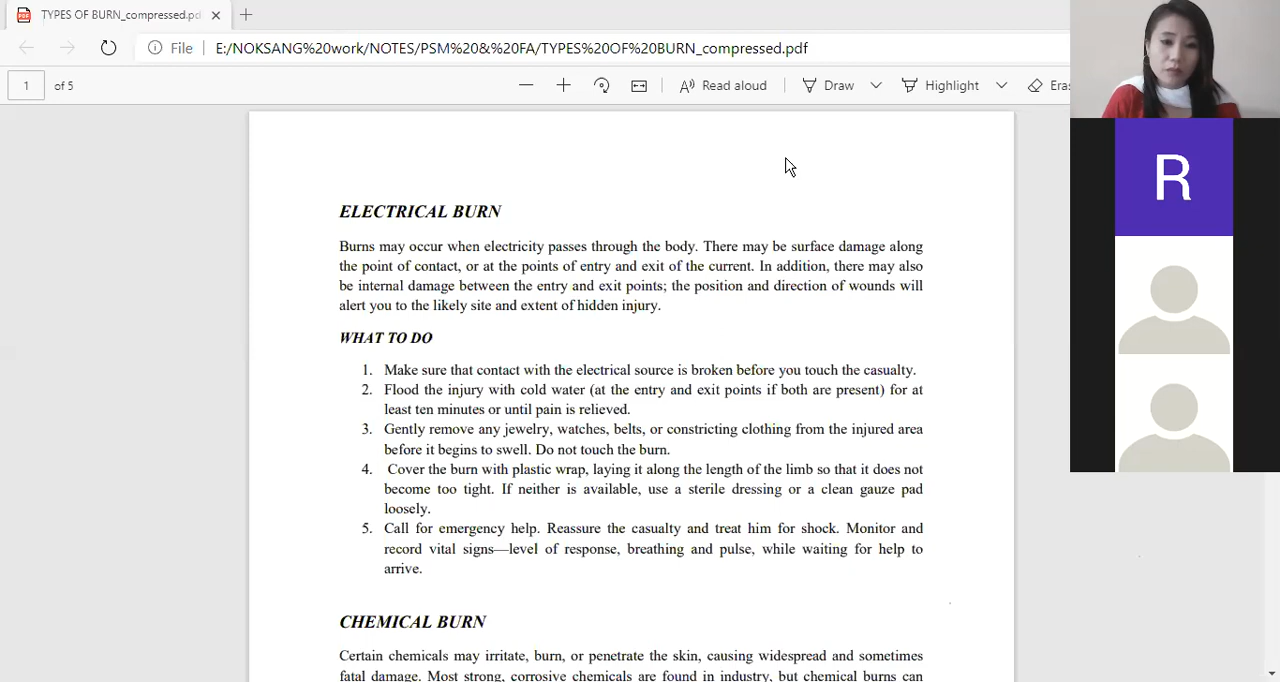 TYPES OF BURN_compressed.pd
File
E:/NOKSANG%20work/NOTES/PSM%20&%20FA/TYPES%20OF%20BURN_compressed.pdf
1 of 5
Read aloud
Draw
Highlight
Eras
R
ELECTRICAL BURN
Burns may occur when electricity passes through the body. There may be surface damage along
the point of contact, or at the points of entry and exit of the current. In addition, there may also
be internal damage between the entry and exit points; the position and direction of wounds will
alert you to the likely site and extent of hidden injury.
WHAT TO DO
1. Make sure that contact with the electrical source is broken before you touch the casualty.
2. Flood the injury with cold water (at the entry and exit points if both are present) for at
least ten minutes or until pain is relieved.
3. Gently remove any jewelry, watches, belts, or constricting clothing from the injured area
before it begins to swell. Do not touch the burn.
4. Cover the burn with plastic wrap, laying it along the length of the limb so that it does not
become too tight. If neither is available, use a sterile dressing or a clean gauze pad
loosely.
5. Call for emergency help. Reassure the casualty and treat him for shock. Monitor and
record vital signs—level of response, breathing and pulse, while waiting for help to
arrive.
CHEMICAL BURN
Certain chemicals may irritate, burn, or penetrate the skin, causing widespread and sometimes
fatal damage. Most strong, corrosive chemicals are found in industry, but chemical burns can